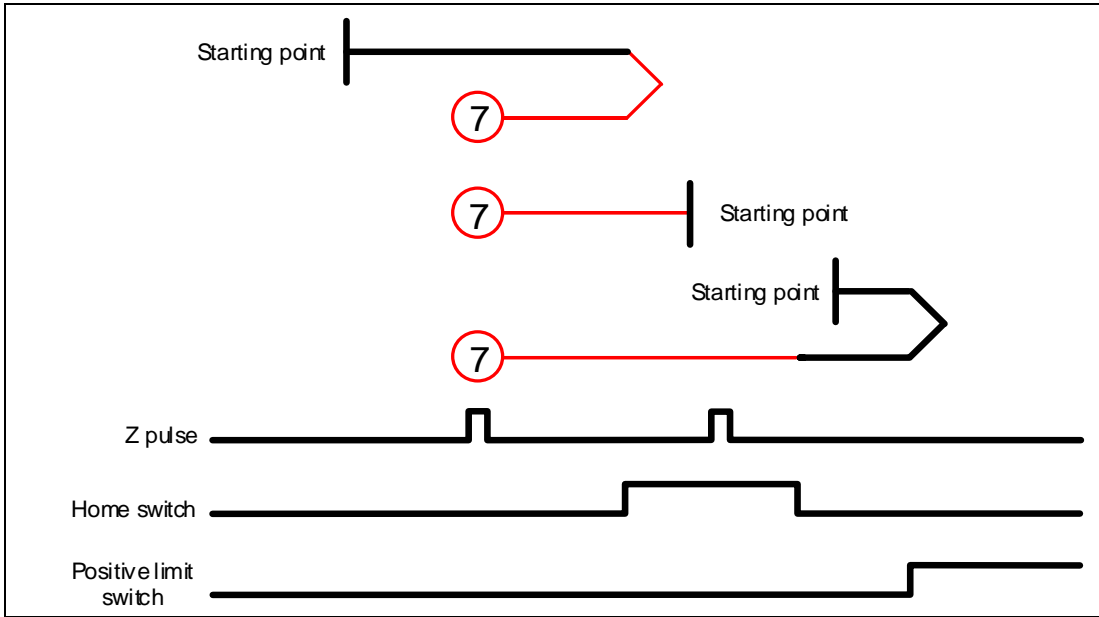 Starting point
7
7
Starting point
Starting point
7
Z pulse
Home switch
Positive limit
switch